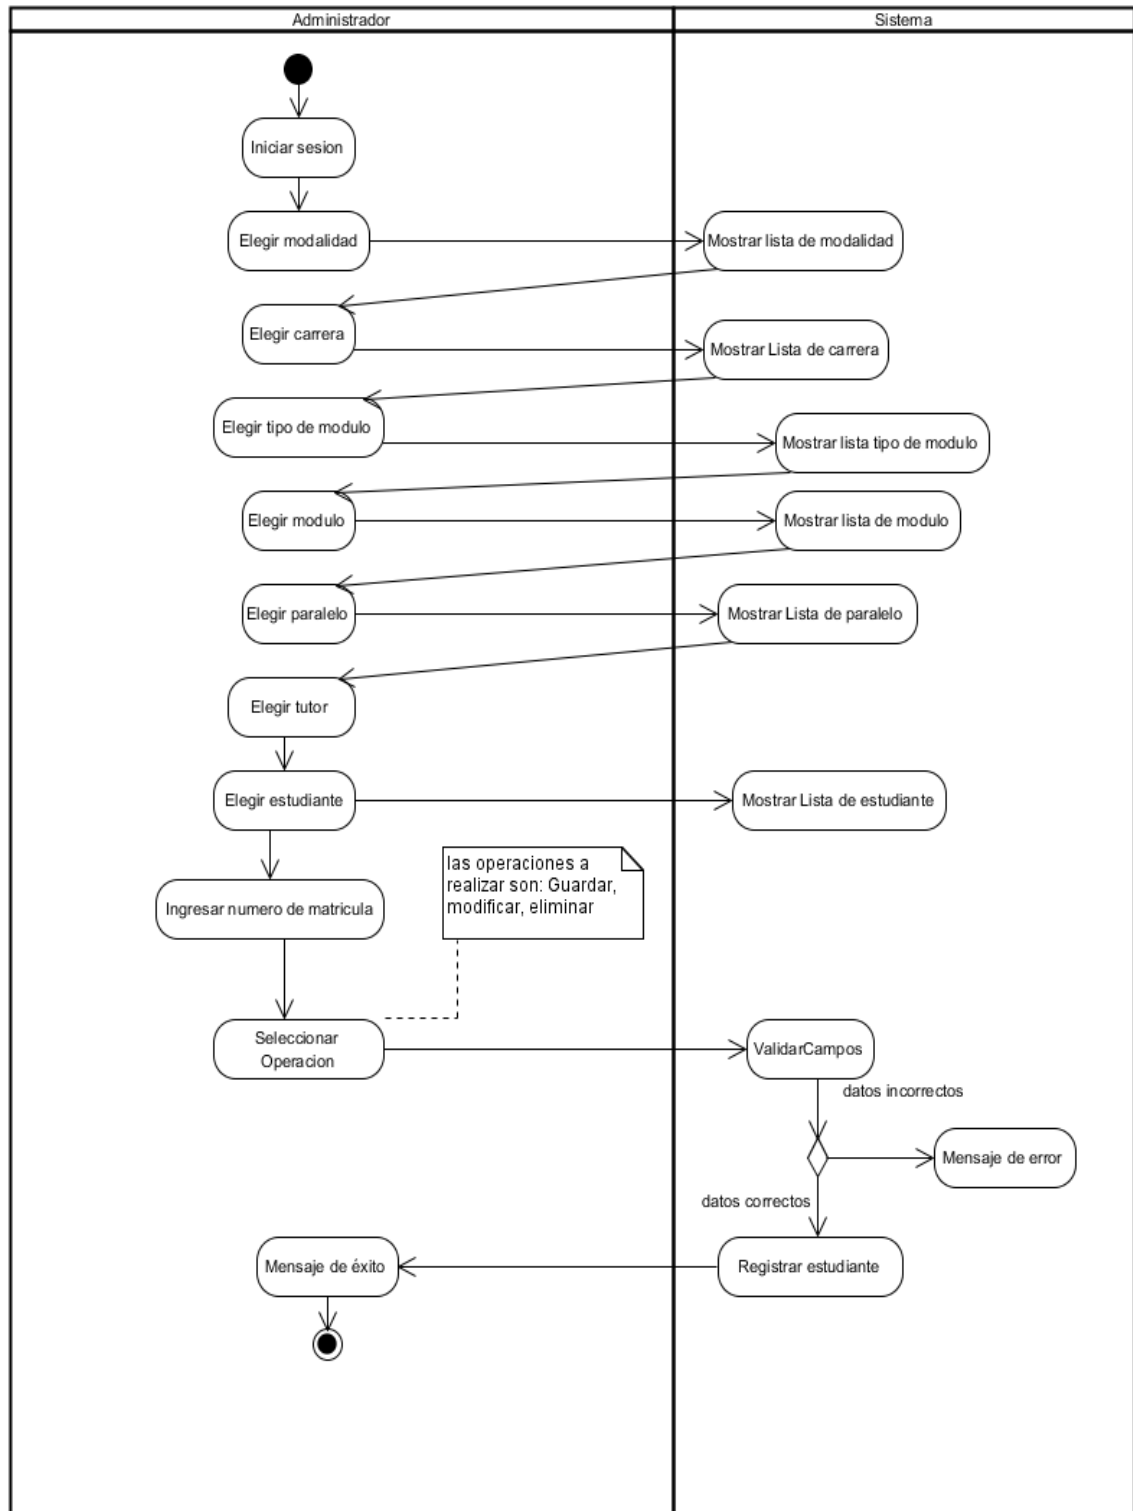 Administrador
Sistema
Iniciar sesion
Elegir modalidad
Mostrar lista de modalidad
Elegir carrera
Mostrar Lista de carrera
Elegir tipo de modulo
Mostrar lista tipo de modulo
Elegir modulo
Mostrar lista de modulo
Elegir paralelo
Mostrar Lista de paralelo
Elegir tutor
Elegir estudiante
Mostrar Lista de estudiante
las operaciones a
realizar son: Guardar,
modificar, eliminar
Ingresar numero de matricula
Seleccionar
Operacion
ValidarCampos
datos incorrectos
Mensaje de error
datos correctos
Mensaje de éxito
Registrar estudiante